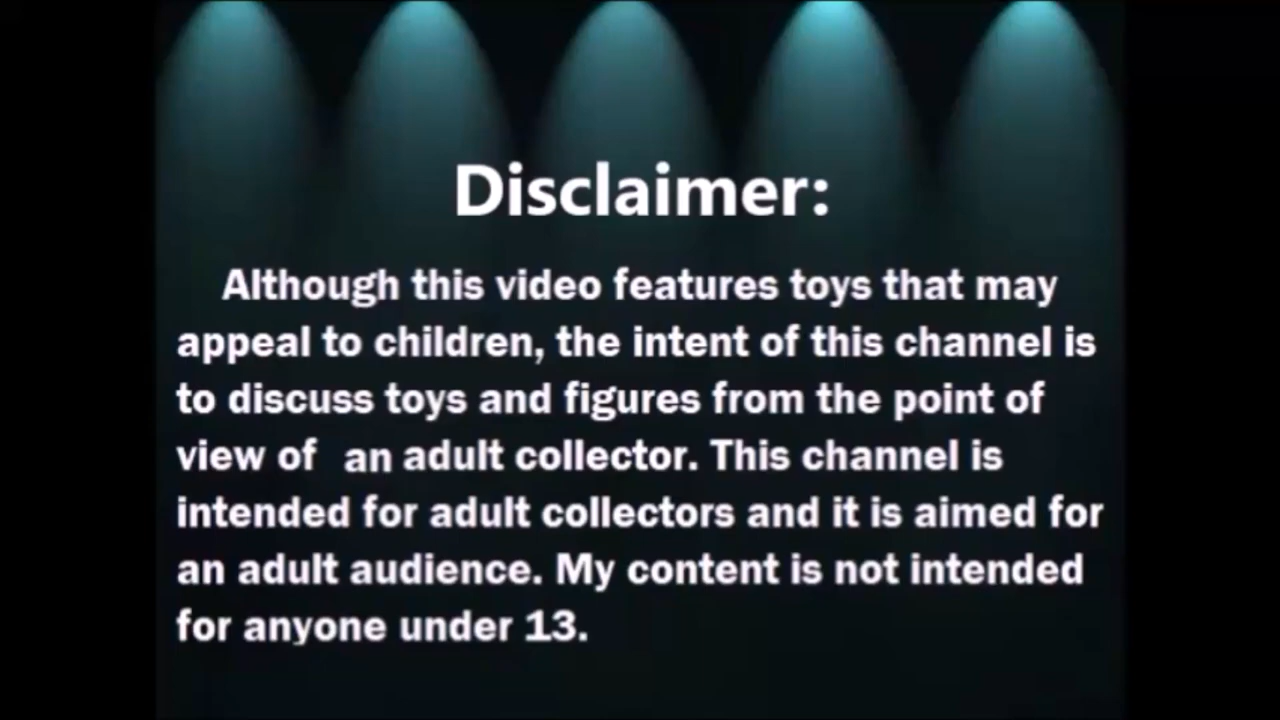 Disclaimer:
Although this video features toys that may
appeal to children, the intent of this channel is
to discuss toys and figures from the point of
view of an adult collector. This channel is
intended for adult collectors and it is aimed for
an adult audience. My content is not intended
for anyone under 13.